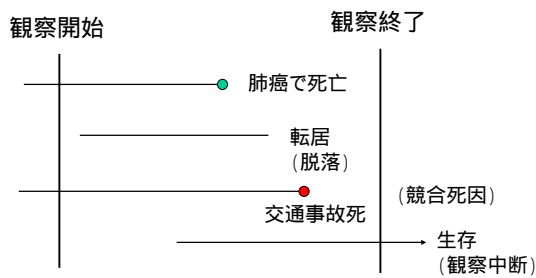 観察開始
観察終了
肺癌で死亡
転居
(脱落)
(競合死因)
交通事故死
生存
(観察中断)